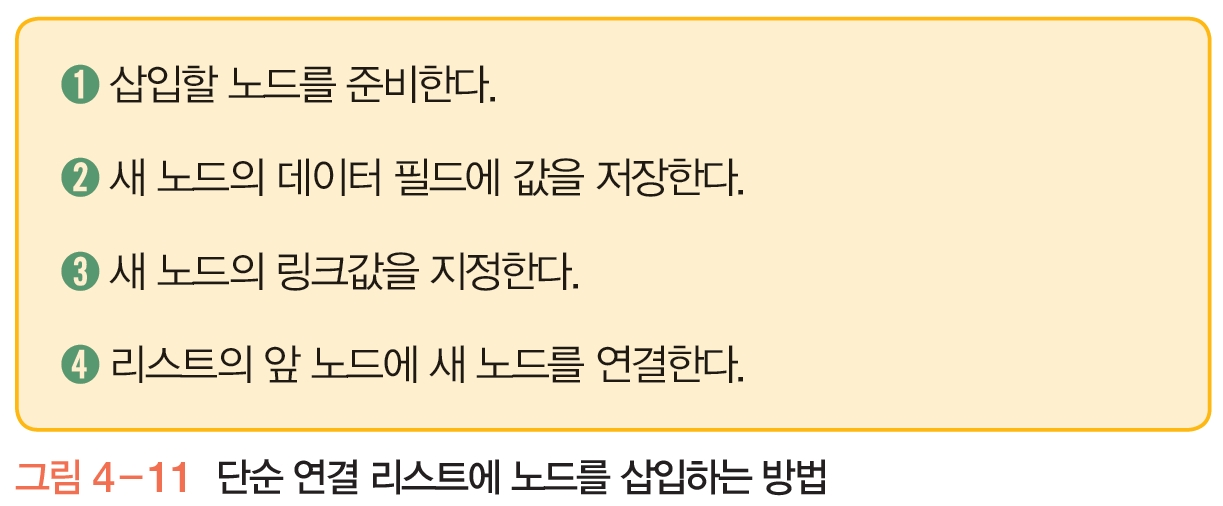 ❶ 삽입할 노드를 준비한다.
❷ 새 노드의 데이터 필드에 값을 저장한다.
❸ 새 노드의 링크값을 지정한다.
❹ 리스트의 앞 노드에 새 노드를 연결한다.
그림 4-11 단순 연결 리스트에 노드를 삽입하는 방법